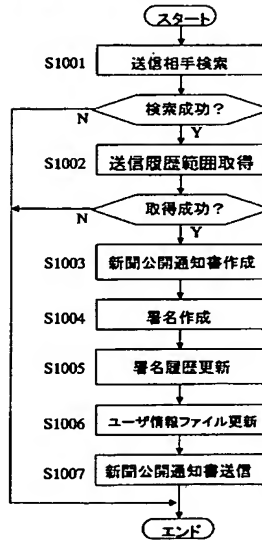 スタート
S1001 送信相手検索
検索成功?
N
Y
S1002 送信履歴範囲取得
取得成功?
N
Y
S1003 新聞公開通知書作成
S1004 署名作成
S1005 署名履歴更新
S1006 ユーザ情報ファイル更新
S1007 新聞公開通知書送信
エンド